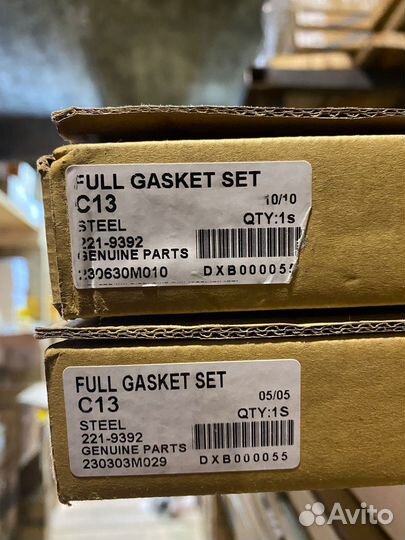 FULL GASKET SET
C13
10/10
STEEL
QTY:1s
221-9392
GENUINE PARTS
230630M010
DXB000055
FULL GASKET SET
C13
05/05
STEEL
QTY:1S
221-9392
GENUINE PARTS
230303M029
DXB000055
Avito